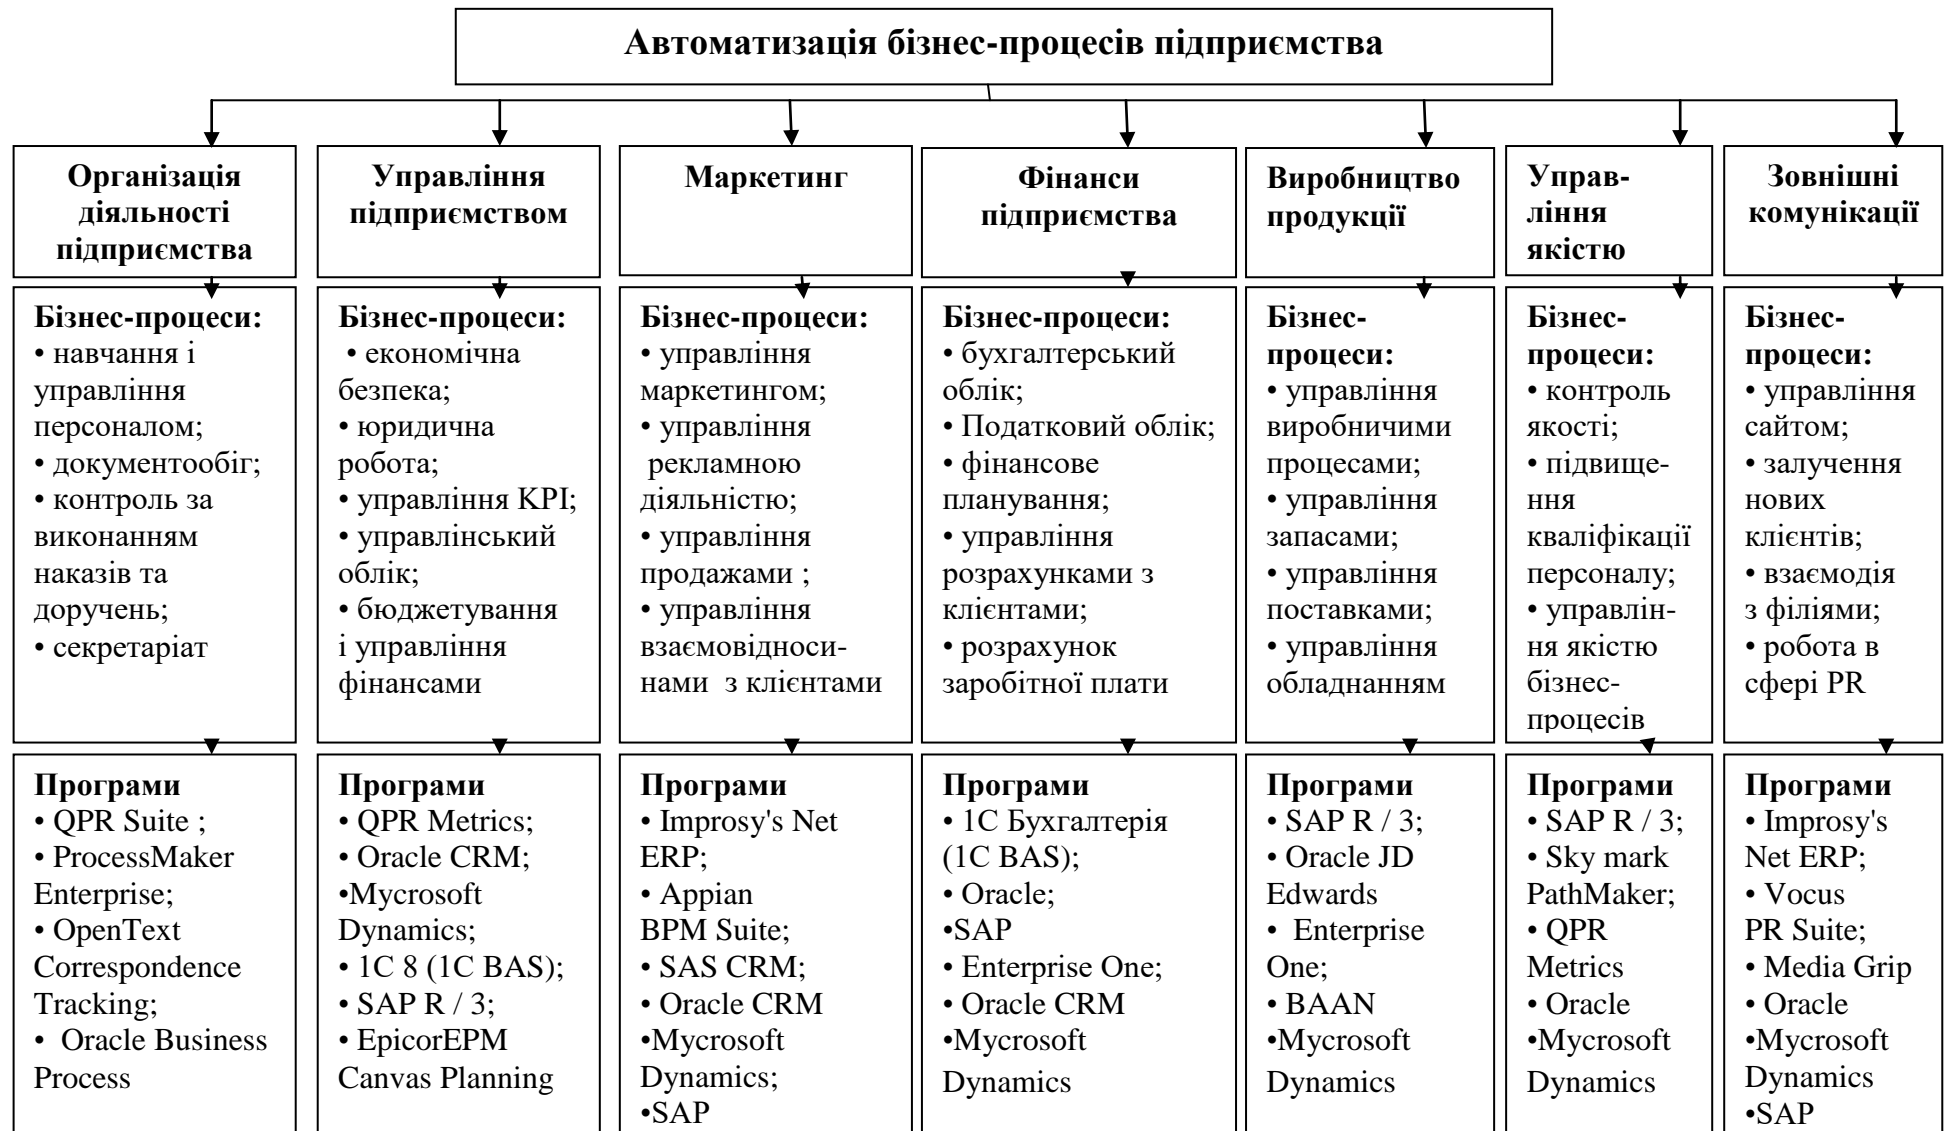 Автоматизація бізнес-процесів підприємства
Організація
діяльності
підприємства
Управління
підприємством
Маркетинг
Фінанси
підприємства
Виробництво
продукції
Управ-
ління
якістю
Зовнішні
комунікації
Бізнес-процеси:
• навчання і
управління
персоналом;
• документообіг;
• контроль за
виконанням
наказів та
доручень;
• секретаріат
Бізнес-процеси:
• економічна
безпека;
• юридична
робота;
• управління KPI;
• управлінський
облік;
• бюджетування
і управління
фінансами
Бізнес-процеси:
• управління
маркетингом;
• управління
рекламною
діяльністю;
• управління
продажами ;
• управління
взаємовідноси-
нами з клієнтами
Бізнес-процеси:
• бухгалтерський
облік;
• Податковий облік;
• фінансове
планування;
• управління
розрахунками з
клієнтами;
• розрахунок
заробітної плати
Бізнес-
процеси:
• управління
виробничими
процесами;
• управління
запасами;
• управління
поставками;
• управління
обладнанням
Бізнес-
процеси:
• контроль
якості;
• підвище-
ння
кваліфікації
персоналу;
• управлін-
ня якістю
бізнес-
процесів
Бізнес-
процеси:
• управління
сайтом;
• залучення
нових
клієнтів;
• взаємодія
з філіями;
• робота в
сфері PR
Програми
• QPR Suite ;
• ProcessMaker
Enterprise;
• OpenText
Correspondence
Tracking;
• Oracle Business
Process
Програми
• QPR Metrics;
• Oracle CRM;
•Mycrosoft
Dynamics;
• 1С 8 (1С BAS);
• SAP R / 3;
• EpicorEPM
Canvas Planning
Програми
• Improsy's Net
ERP;
• Appian
BPM Suite;
• SAS CRM;
• Oracle CRM
•Mycrosoft
Dynamics;
•SAP
Програми
• 1С Бухгалтерія
(1С BAS);
• Oracle;
•SAP
• Enterprise One;
• Oracle CRM
•Mycrosoft
Dynamics
Програми
• SAP R / 3;
• Oracle JD
Edwards
• Enterprise
One;
• BAAN
•Mycrosoft
Dynamics
Програми
• SAP R / 3;
• Sky mark
PathMaker;
• QPR
Metrics
• Oracle
•Mycrosoft
Dynamics
Програми
• Improsy's
Net ERP;
• Vocus
PR Suite;
• Media Grip
• Oracle
•Mycrosoft
Dynamics
•SAP